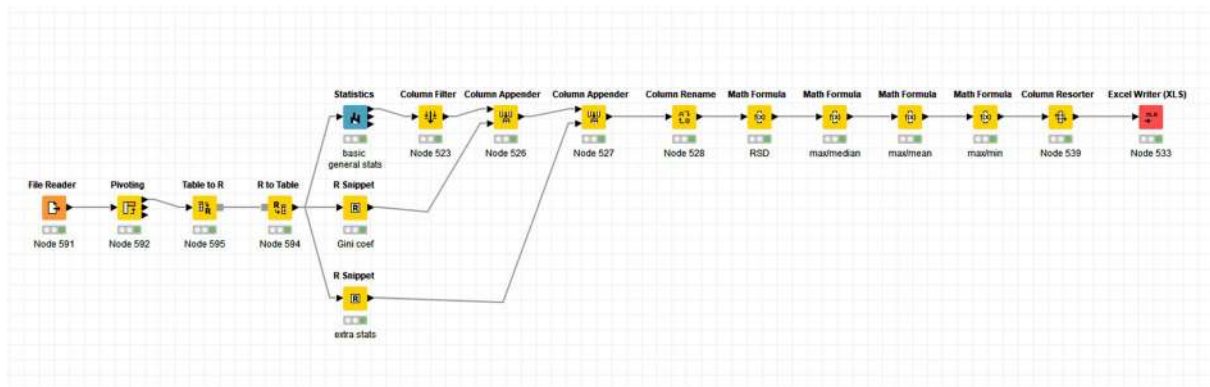 Statistics Column Filter Column Appender Column Appender Column Rename Math Formula Math Formula Math Formula Math Formula Column Resorter Excel Writer (XLS)
basic general stats Node 523 Node 526 Node 527 Node 528 RSD max/median max/mean max/min Node 539 Node 533
File Reader Pivoting Table to R R to Table R Snippet
Node 591 Node 592 Node 595 Node 594 Gini coef
R Snippet
extra stats